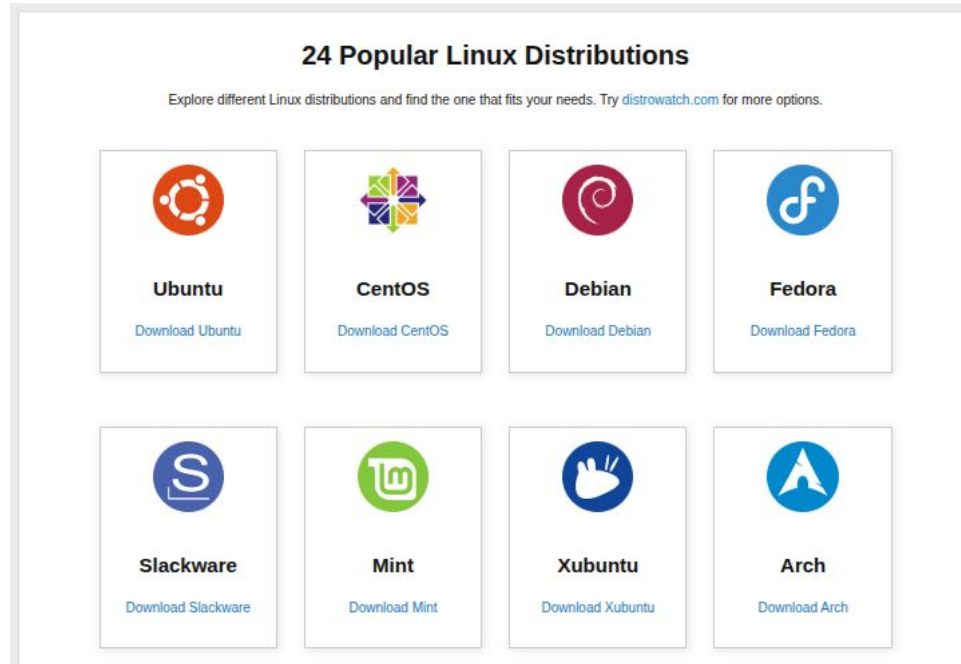 24 Popular Linux Distributions
Explore different Linux distributions and find the one that fits your needs. Try distrowatch.com for more options.
Ubuntu
Download Ubuntu
CentOS
Download CentOS
Debian
Download Debian
Fedora
Download Fedora
Slackware
Download Slackware
Mint
Download Mint
Xubuntu
Download Xubuntu
Arch
Download Arch